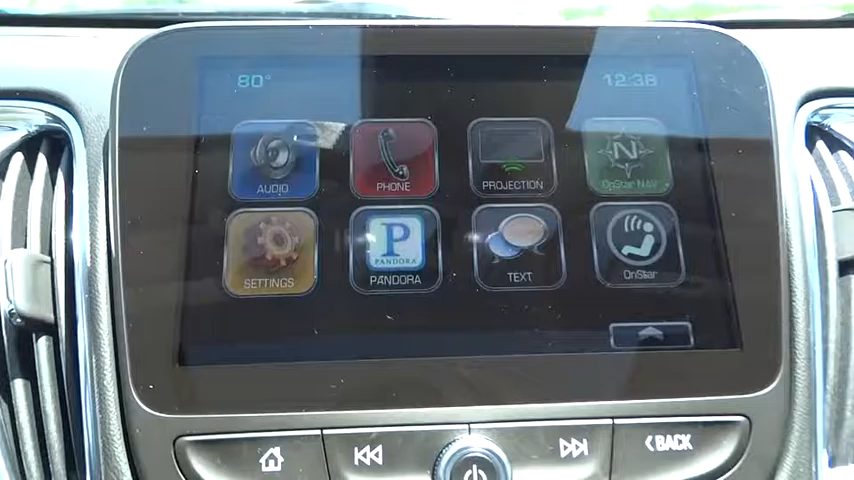 80°
12:38
AUDIO
PHONE
PROJECTION
N
OnStar NAV
SETTINGS
P
PANDORA
PANDORA
TEXT
OnStar
BACK